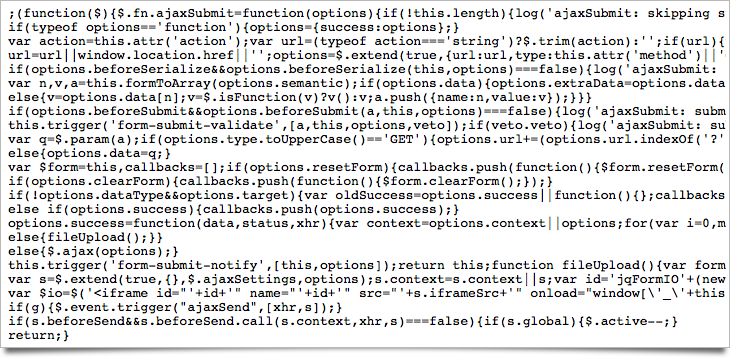 ;(function($){$.fn.ajaxSubmit=function(options){if(!this.length){log('ajaxSubmit: skipping s
if(typeof options=='function'){options={success:options};}
var action=this.attr('action');var url=(typeof action==='string')?$.trim(action):'';if(url){
url=url||window.location.href||'';options=$.extend(true,{url:url,type:this.attr('method')||'
if(options.beforeSerialize&&options.beforeSerialize(this,options)===false){log('ajaxSubmit:
var n,v,a=this.formToArray(options.semantic);if(options.data){options.extraData=options.data
else{v=options.data[n];v=$.isFunction(v)?v():v;a.push({name:n,value:v});}}}
if(options.beforeSubmit&&options.beforeSubmit(a,this,options)===false){log('ajaxSubmit: subm
this.trigger('form-submit-validate',[a,this,options,veto]);if(veto.veto){log('ajaxSubmit: su
var q=$.param(a);if(options.type.toUpperCase()=='GET'){options.url+=(options.url.indexOf('?'
else{options.data=q;}
var $form=this,callbacks=[];if(options.resetForm){callbacks.push(function(){$form.resetForm(
if(options.clearForm){callbacks.push(function(){$form.clearForm();});}
if(!options.dataType&&options.target){var oldSuccess=options.success||function(){};callbacks
else if(options.success){callbacks.push(options.success);}
options.success=function(data,status,xhr){var context=options.context||options;for(var i=0,m
else{fileUpload();}}
else{$.ajax(options);}
this.trigger('form-submit-notify',[this,options]);return this;function fileUpload(){var form
var s=$.extend(true,{},$.ajaxSettings,options);s.context=s.context||s;var id='jqFormIO'+(new
var $io=$('<iframe id="'+id+'" name="'+id+'" src="'+s.iframeSrc+'" onload="window[\'_\'+this
if(g){$.event.trigger("ajaxSend",[xhr,s]);}
if(s.beforeSend&&s.beforeSend.call(s.context,xhr,s)===false){if(s.global){$.active--;}
return;}